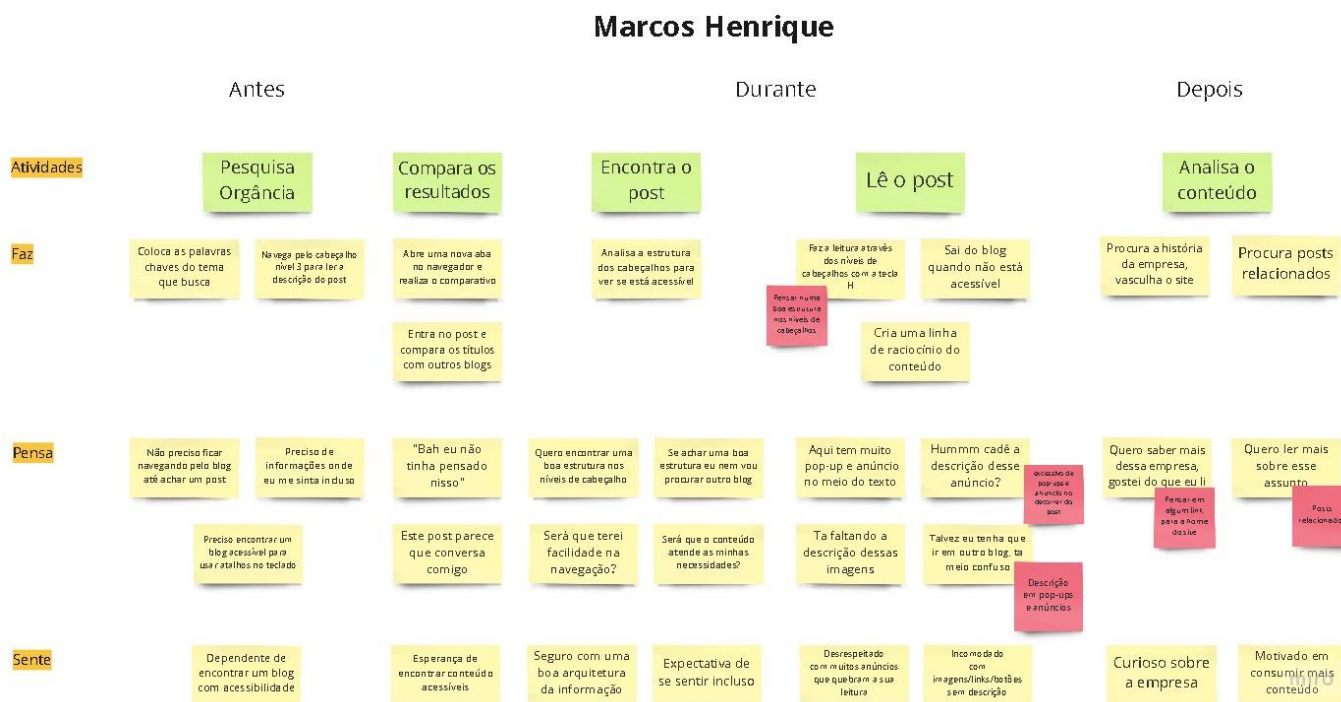 Marcos Henrique
Antes
Durante
Depois
Atividades
Pesquisa
Orgância
Compara os
resultados
Encontra o
post
Lê o post
Analisa o
conteúdo
Faz
Coloca as palavras
chaves do tema
que busca
Navega pelo cabeçalho
nível 3 para ler a
descrição do post
Abre uma nova aba
no navegador e
realiza o comparativo
Analisa a estrutura
dos cabeçalhos para
ver se está acessível
Faz a leitura através
dos níveis de
cabeçalhos com a tecla
H
Sai do blog
quando não está
acessível
Procura a história
da empresa,
vasculha o site
Procura posts
relacionados
Pensar numa
boa estrutura
nos níveis de
cabeçalhos
Entra no post e
compara os títulos
com outros blogs
Cria uma linha
de raciocínio do
conteúdo
Pensa
Não preciso ficar
navegando pelo blog
até achar um post
Preciso de
informações onde
eu me sinta incluso
"Bah eu não
tinha pensado
nisso"
Quero encontrar uma
boa estrutura nos
níveis de cabeçalho
Se achar uma boa
estrutura eu nem vou
procurar outro blog
Aqui tem muito
pop-up e anúncio
no meio do texto
Hummm cadê a
descrição desse
anúncio?
excessivo de
pop-ups e
anúncio no
decorrer do
post
Quero saber mais
dessa empresa,
gostei do que eu li
Pensar em
algum link
para a home
do site
Quero ler mais
sobre esse
assunto
Posts
relacionado
Preciso encontrar um
blog acessível para
usar atalhos no teclado
Este post parece
que conversa
comigo
Será que terei
facilidade na
navegação?
Será que o conteúdo
atende as minhas
necessidades?
Ta faltando a
descrição dessas
imagens
Talvez eu tenha que
ir em outro blog, ta
meio confuso
Descrição
em pop-ups
e anúncios
Sente
Dependente de
encontrar um blog
com acessibilidade
Esperança de
encontrar conteúdo
acessíveis
Seguro com uma
boa arquitetura
da informação
Expectativa de
se sentir incluso
Desrespeitado
com muitos anúncios
que quebram a sua
leitura
Incomodado
com
imagens/links/botões
sem descrição
Curioso sobre
a empresa
Motivado em
consumir mais
conteúdo
miro